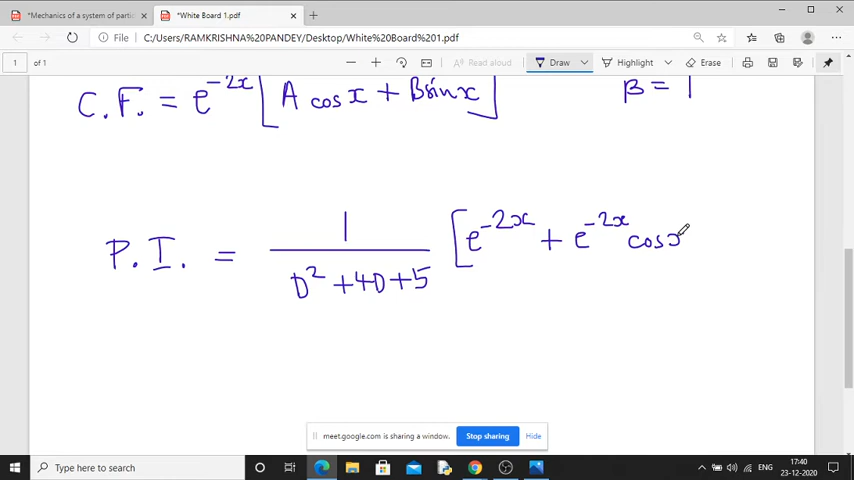 *Mechanics of a system of parti
*White Board 1.pdf
File C:/Users/RAMKRISHNA%20PANDEY/Desktop/White%20Board%201.pdf
1 of 1 Read aloud Draw Highlight Erase
C.F. = e^-2x [A cos x + B sin x] β = 1
P.I. = 1/(D² + 4D + 5) [e^-2x + e^-2x cos x
meet.google.com is sharing a window. Stop sharing Hide
Type here to search
ENG
17:40
23-12-2020